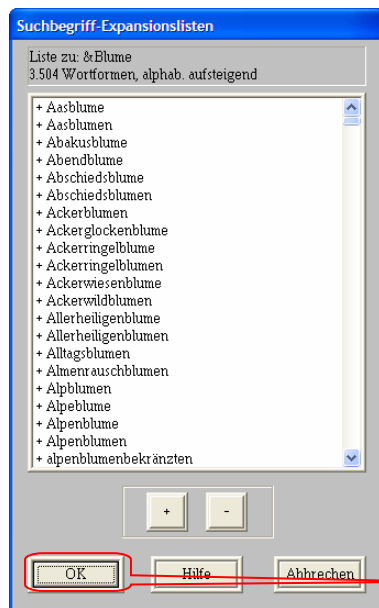 Suchbegriff-Expansionslisten
Liste zu: &Blume
3.504 Wortformen, alphab. aufsteigend
+ Aasblume
+ Aasblumen
+ Abakusblume
+ Abendblume
+ Abschiedsblume
+ Abschiedsblumen
+ Ackerblumen
+ Ackerglockenblume
+ Ackerringelblume
+ Ackerringelblumen
+ Ackerwiesenblume
+ Ackerwildblumen
+ Allerheiligenblume
+ Allerheiligenblumen
+ Alltagsblumen
+ Almenrauschblumen
+ Alpblumen
+ Alpeblume
+ Alpenblume
+ Alpenblumen
+ alpenblumenbekränzten
+ -
OK Hilfe Abbrechen